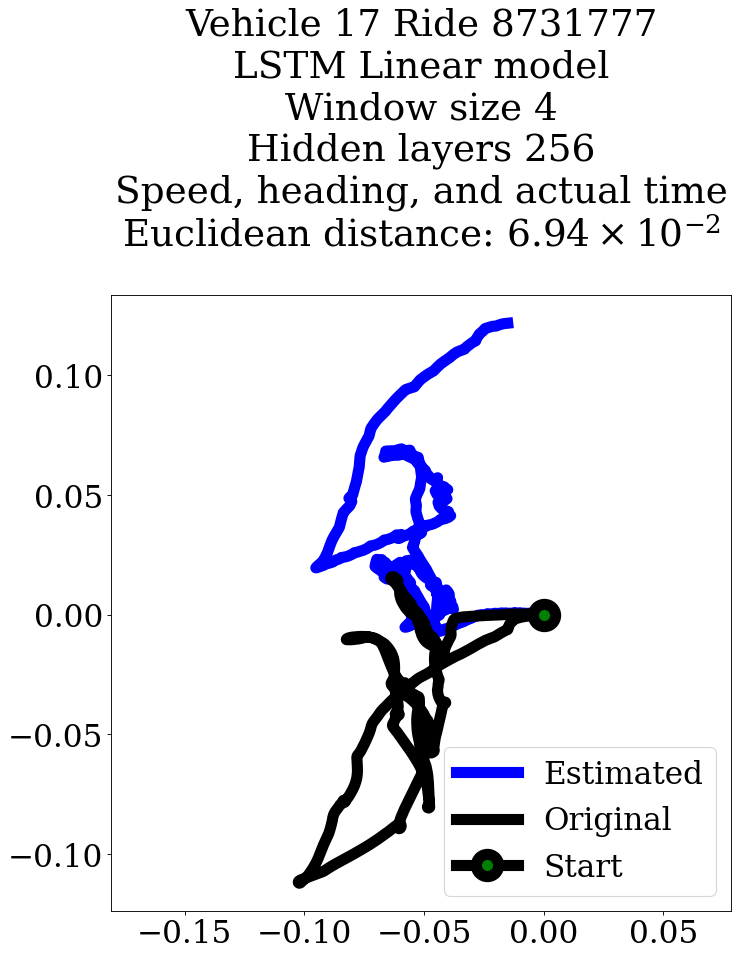 Vehicle 17 Ride 8731777
LSTM Linear model
Window size 4
Hidden layers 256
Speed, heading, and actual time
Euclidean distance: 6.94 × 10⁻²
0.10
0.05
0.00
−0.05
−0.10
Estimated
Original
Start
−0.15 −0.10 −0.05 0.00 0.05